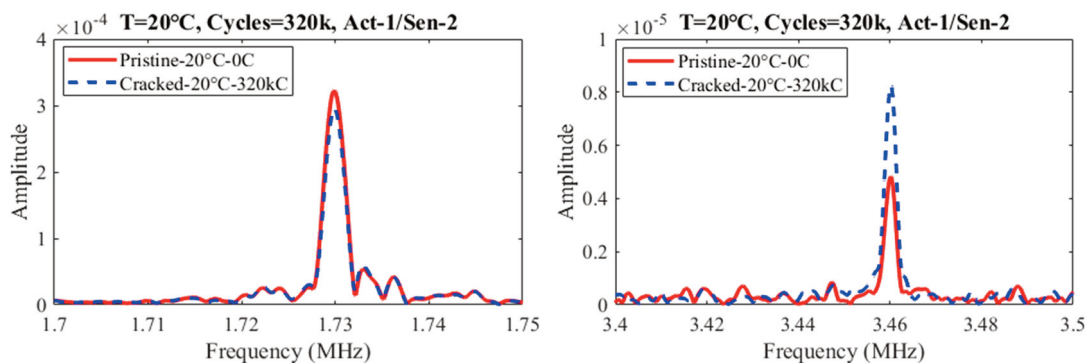 T=20°C, Cycles=320k, Act-1/Sen-2
×10⁻⁴
4
3
2
1
0
Amplitude
Pristine-20°C-0C
Cracked-20°C-320kC
1.7
1.71
1.72
1.73
1.74
1.75
Frequency (MHz)
T=20°C, Cycles=320k, Act-1/Sen-2
×10⁻⁵
1
0.8
0.6
0.4
0.2
0
Amplitude
Pristine-20°C-0C
Cracked-20°C-320kC
3.4
3.42
3.44
3.46
3.48
3.5
Frequency (MHz)